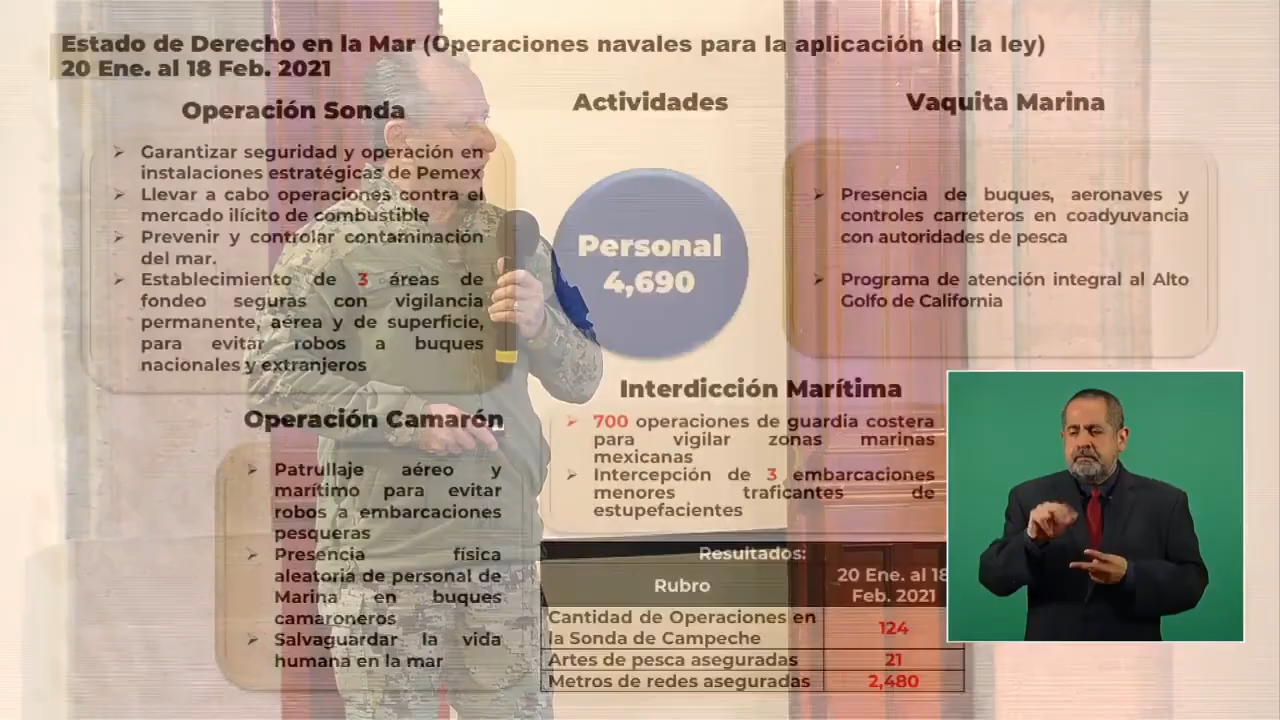 Estado de Derecho en la Mar (Operaciones navales para la aplicación de la ley)
20 Ene. al 18 Feb. 2021
Operación Sonda
➢ Garantizar seguridad y operación en
instalaciones estratégicas de Pemex
➢ Llevar a cabo operaciones contra el
mercado ilícito de combustible
➢ Prevenir y controlar contaminación
del mar.
➢ Establecimiento de 3 áreas de
fondeo seguras con vigilancia
permanente, aérea y de superficie,
para evitar robos a buques
nacionales y extranjeros
Operación Camarón
➢ Patrullaje aéreo y
marítimo para evitar
robos a embarcaciones
pesqueras
➢ Presencia física
aleatoria de personal de
Marina en buques
camaroneros
➢ Salvaguardar la vida
humana en la mar
Actividades
Personal
4,690
Vaquita Marina
➢ Presencia de buques, aeronaves y
controles carreteros en coadyuvancia
con autoridades de pesca
➢ Programa de atención integral al Alto
Golfo de California
Interdicción Marítima
➢ 700 operaciones de guardia costera
para vigilar zonas marinas
mexicanas
➢ Intercepción de 3 embarcaciones
menores traficantes de
estupefacientes
Resultados:
Rubro
20 Ene. al 18
Feb. 2021
Cantidad de Operaciones en
la Sonda de Campeche
124
Artes de pesca aseguradas
21
Metros de redes aseguradas
2,480